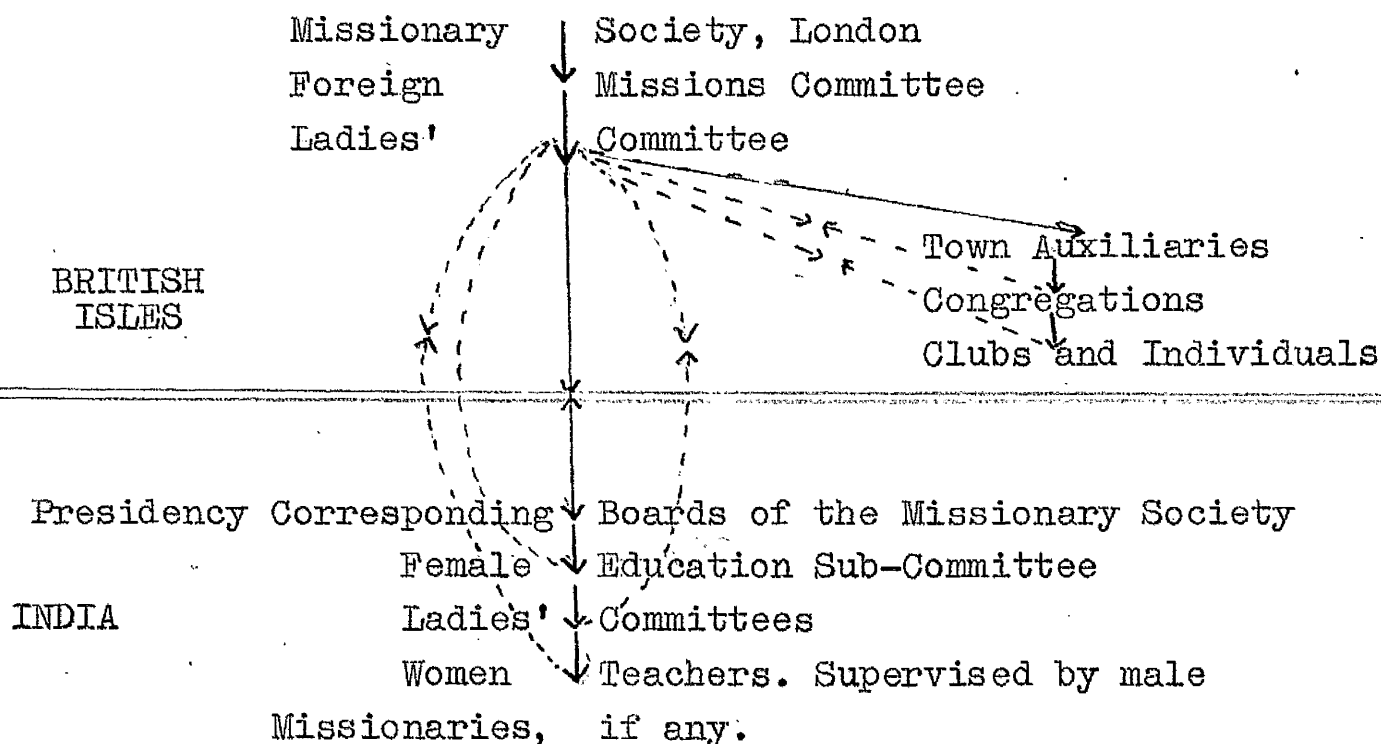 Missionary Society, London
Foreign Missions Committee
Ladies' Committee
Town Auxiliaries
BRITISH
ISLES
Congregations
Clubs and Individuals
Presidency Corresponding Boards of the Missionary Society
Female Education Sub-Committee
INDIA
Ladies' Committees
Women Teachers. Supervised by male
Missionaries, if any.